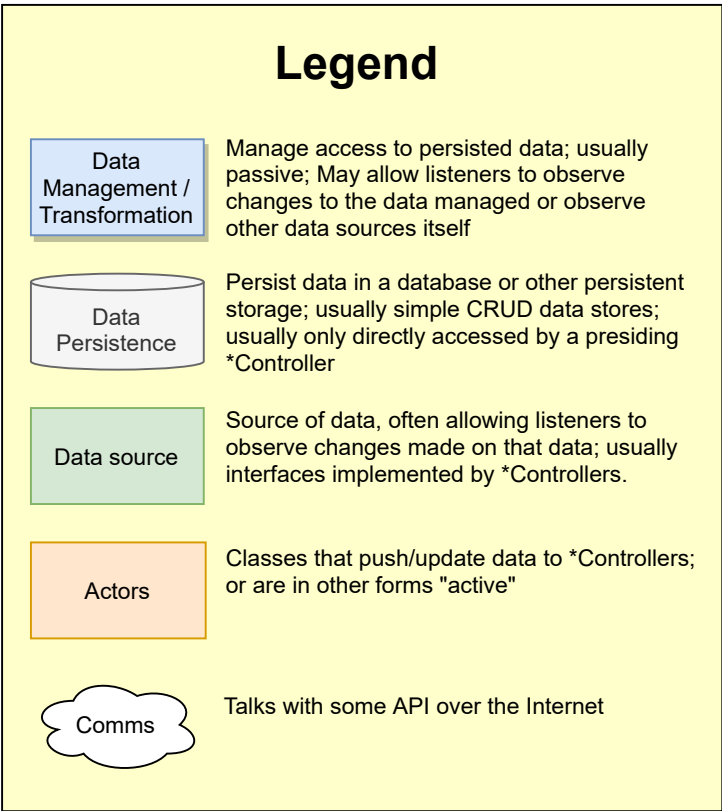 Legend
Data
Management /
Transformation
Manage access to persisted data; usually
passive; May allow listeners to observe
changes to the data managed or observe
other data sources itself
Data
Persistence
Persist data in a database or other persistent
storage; usually simple CRUD data stores;
usually only directly accessed by a presiding
*Controller
Data source
Source of data, often allowing listeners to
observe changes made on that data; usually
interfaces implemented by *Controllers.
Actors
Classes that push/update data to *Controllers;
or are in other forms "active"
Comms
Talks with some API over the Internet